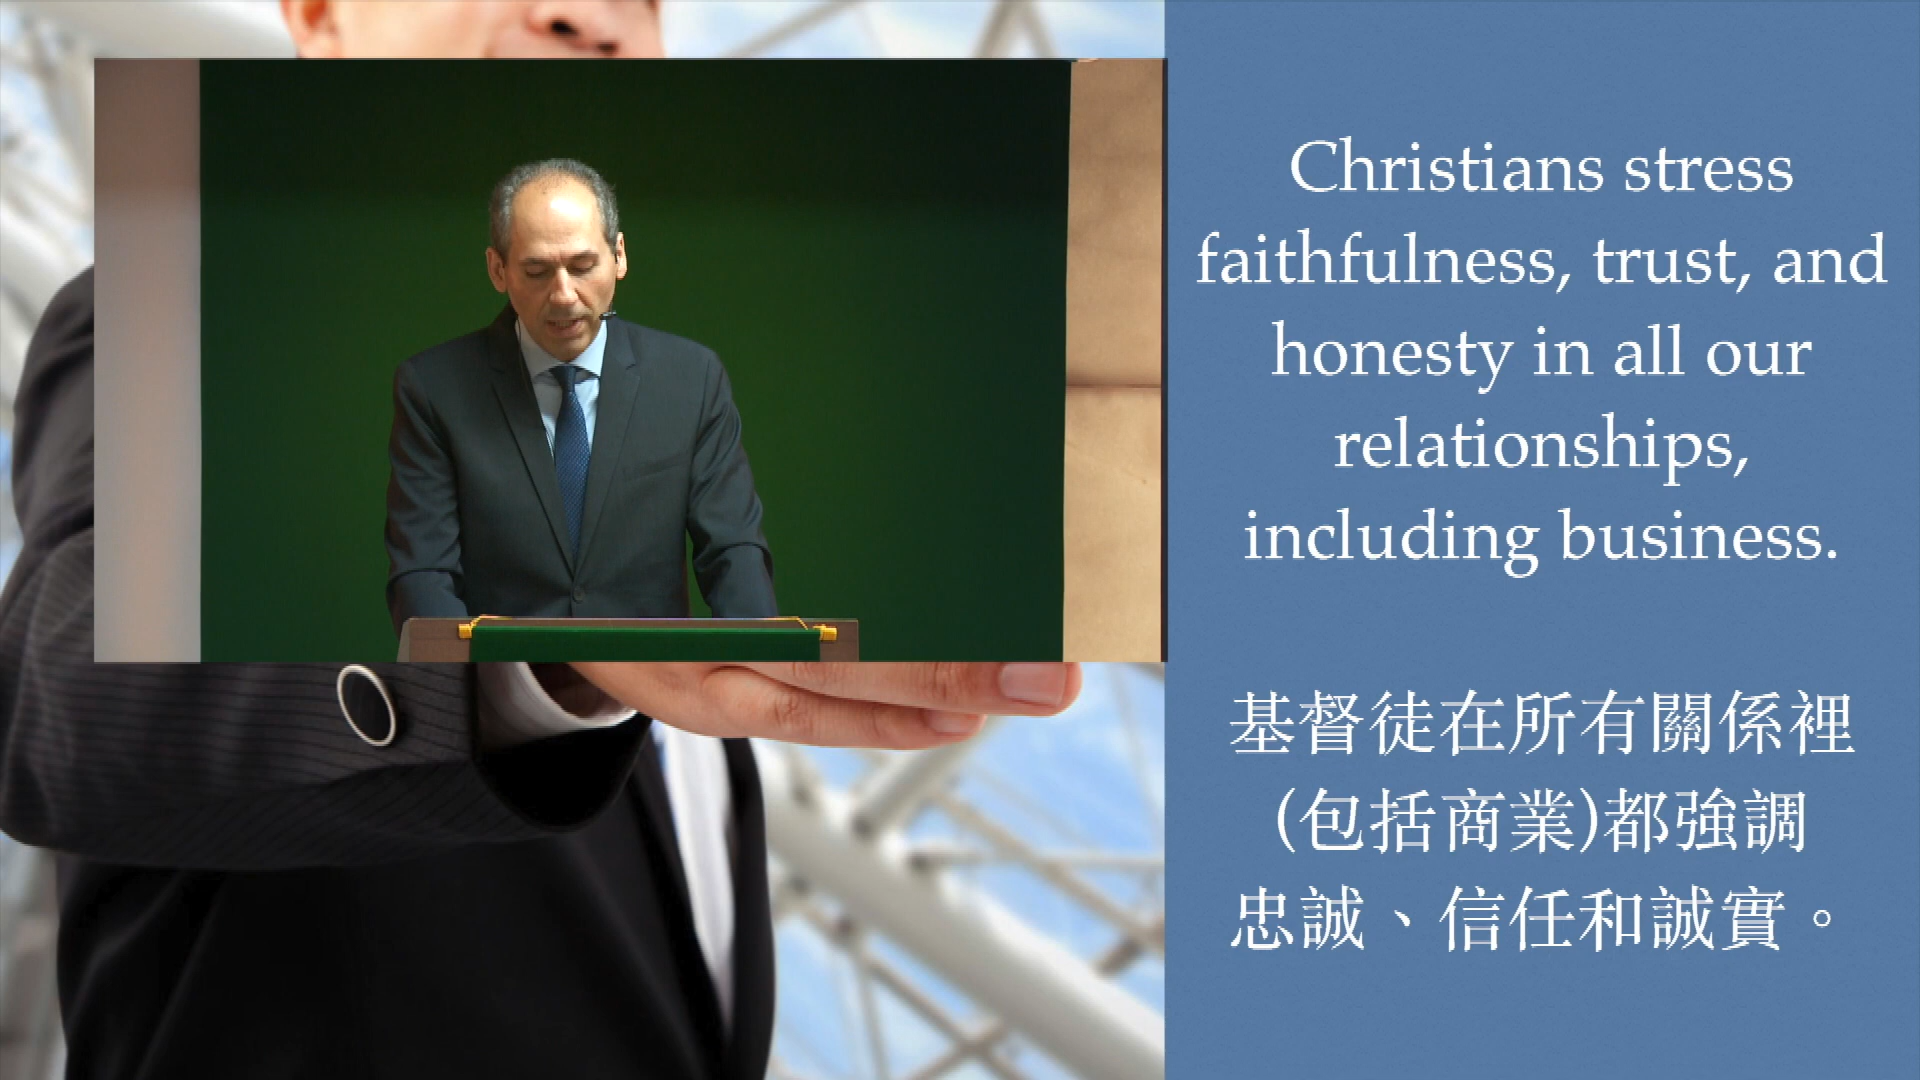 Christians stress
faithfulness, trust, and
honesty in all our
relationships,
including business.
基督徒在所有關係裡
(包括商業)都強調
忠誠、信任和誠實。